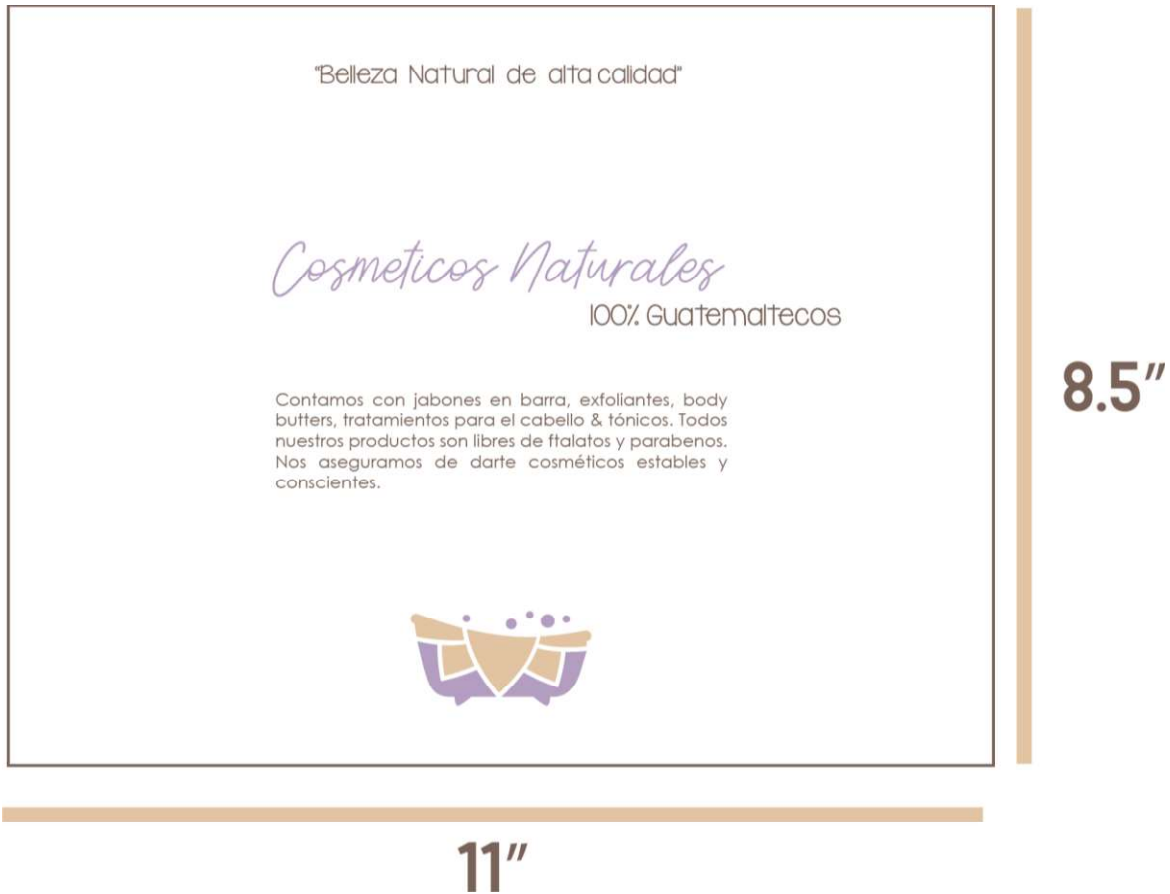 "Belleza Natural de alta calidad"
Cosmeticos Naturales
100% Guatemaltecos
Contamos con jabones en barra, exfoliantes, body
butters, tratamientos para el cabello & tónicos. Todos
nuestros productos son libres de ftalatos y parabenos.
Nos aseguramos de darte cosméticos estables y
conscientes.
8.5"
11"